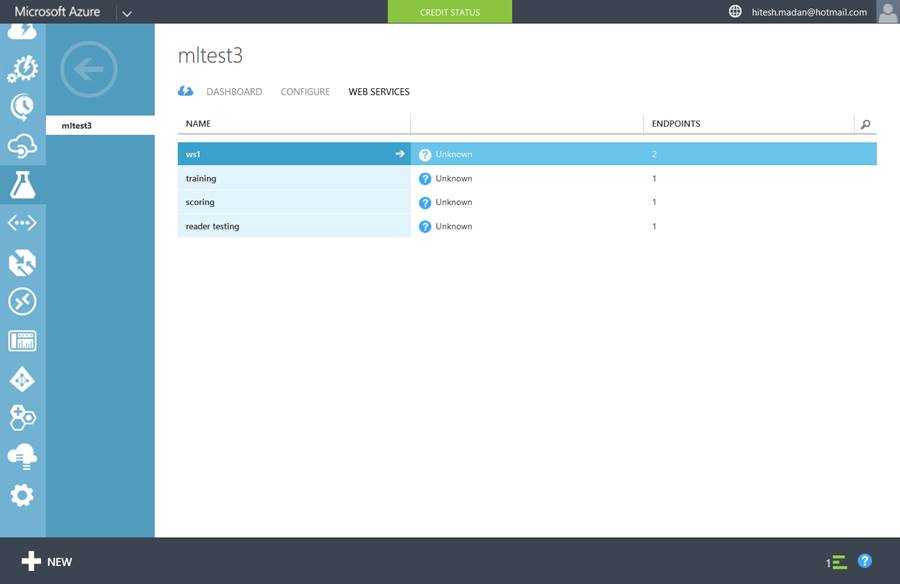 Microsoft Azure
CREDIT STATUS
hitesh.madan@hotmail.com
mltest3
mltest3
DASHBOARD CONFIGURE WEB SERVICES
NAME ENDPOINTS
ws1 ? Unknown 2
training ? Unknown 1
scoring ? Unknown 1
reader testing ? Unknown 1
NEW
1 ?